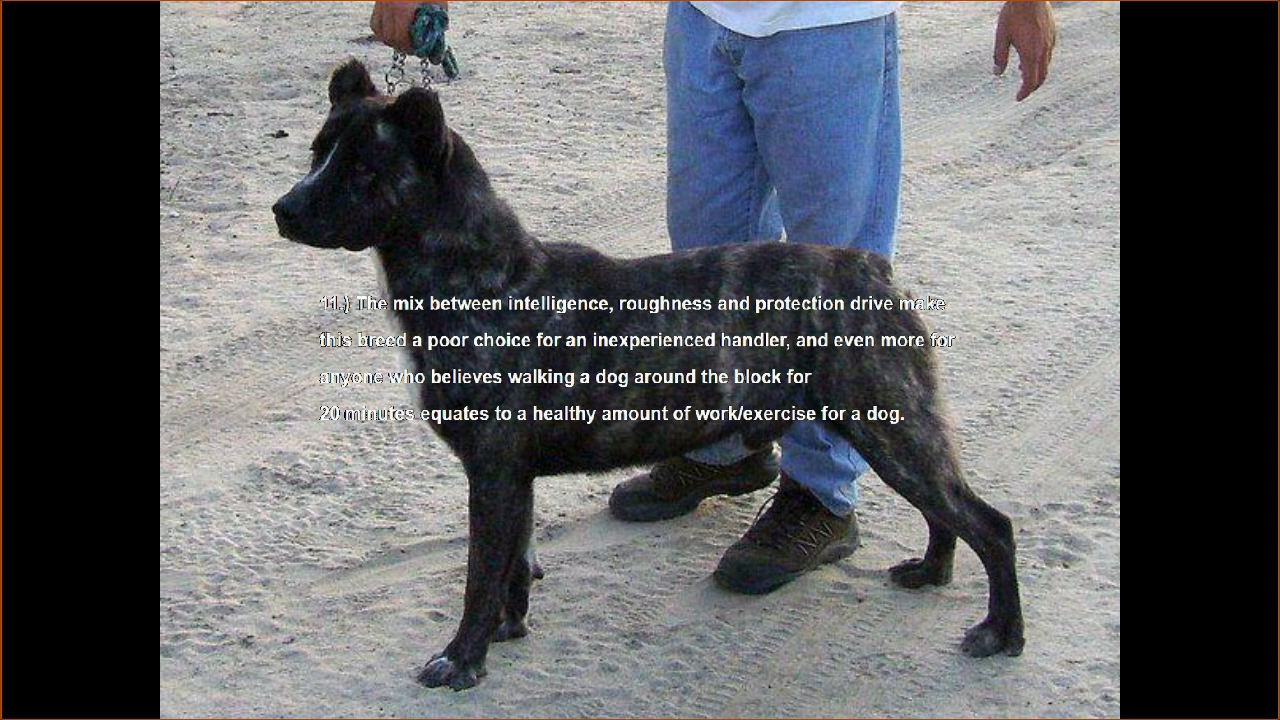 11.) The mix between intelligence, roughness and protection drive make
this breed a poor choice for an inexperienced handler, and even more for
anyone who believes walking a dog around the block for
20 minutes equates to a healthy amount of work/exercise for a dog.